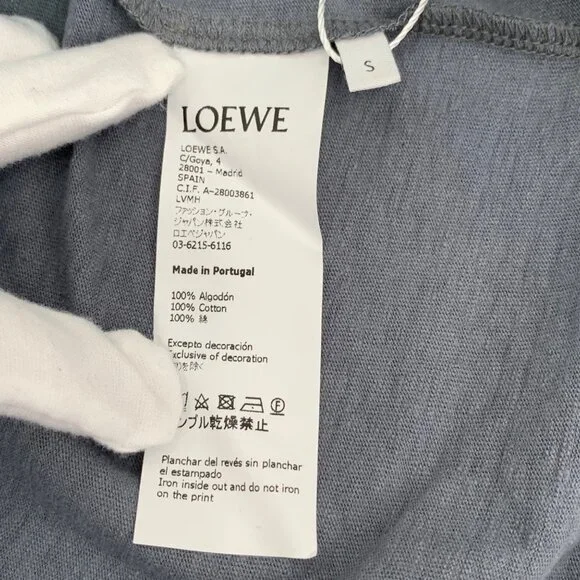 S
LOEWE
LOEWE S.A.
C/Goya, 4
28001 – Madrid
SPAIN
C.I.F. A-28003861
LVMH
ファッション・グループ・
ジャパン株式会社
ロエベジャパン
03-6215-6116
Made in Portugal
100% Algodón
100% Cotton
100% 綿
Excepto decoración
Exclusive of decoration
を除く
ンブル乾燥禁止
Planchar del revés sin planchar
el estampado
Iron inside out and do not iron
on the print